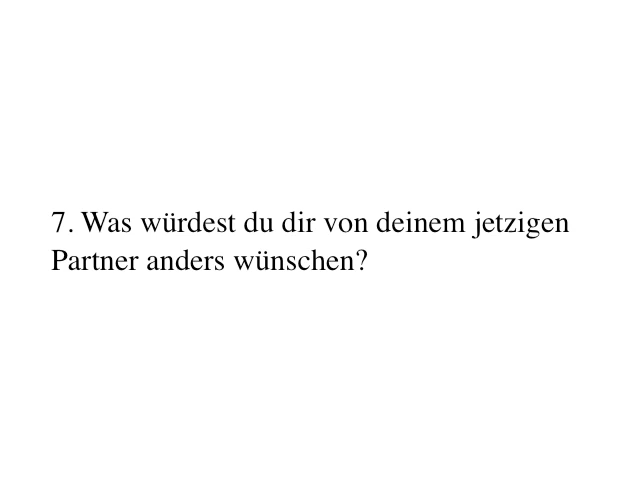 7. Was würdest du dir von deinem jetzigen
Partner anders wünschen?